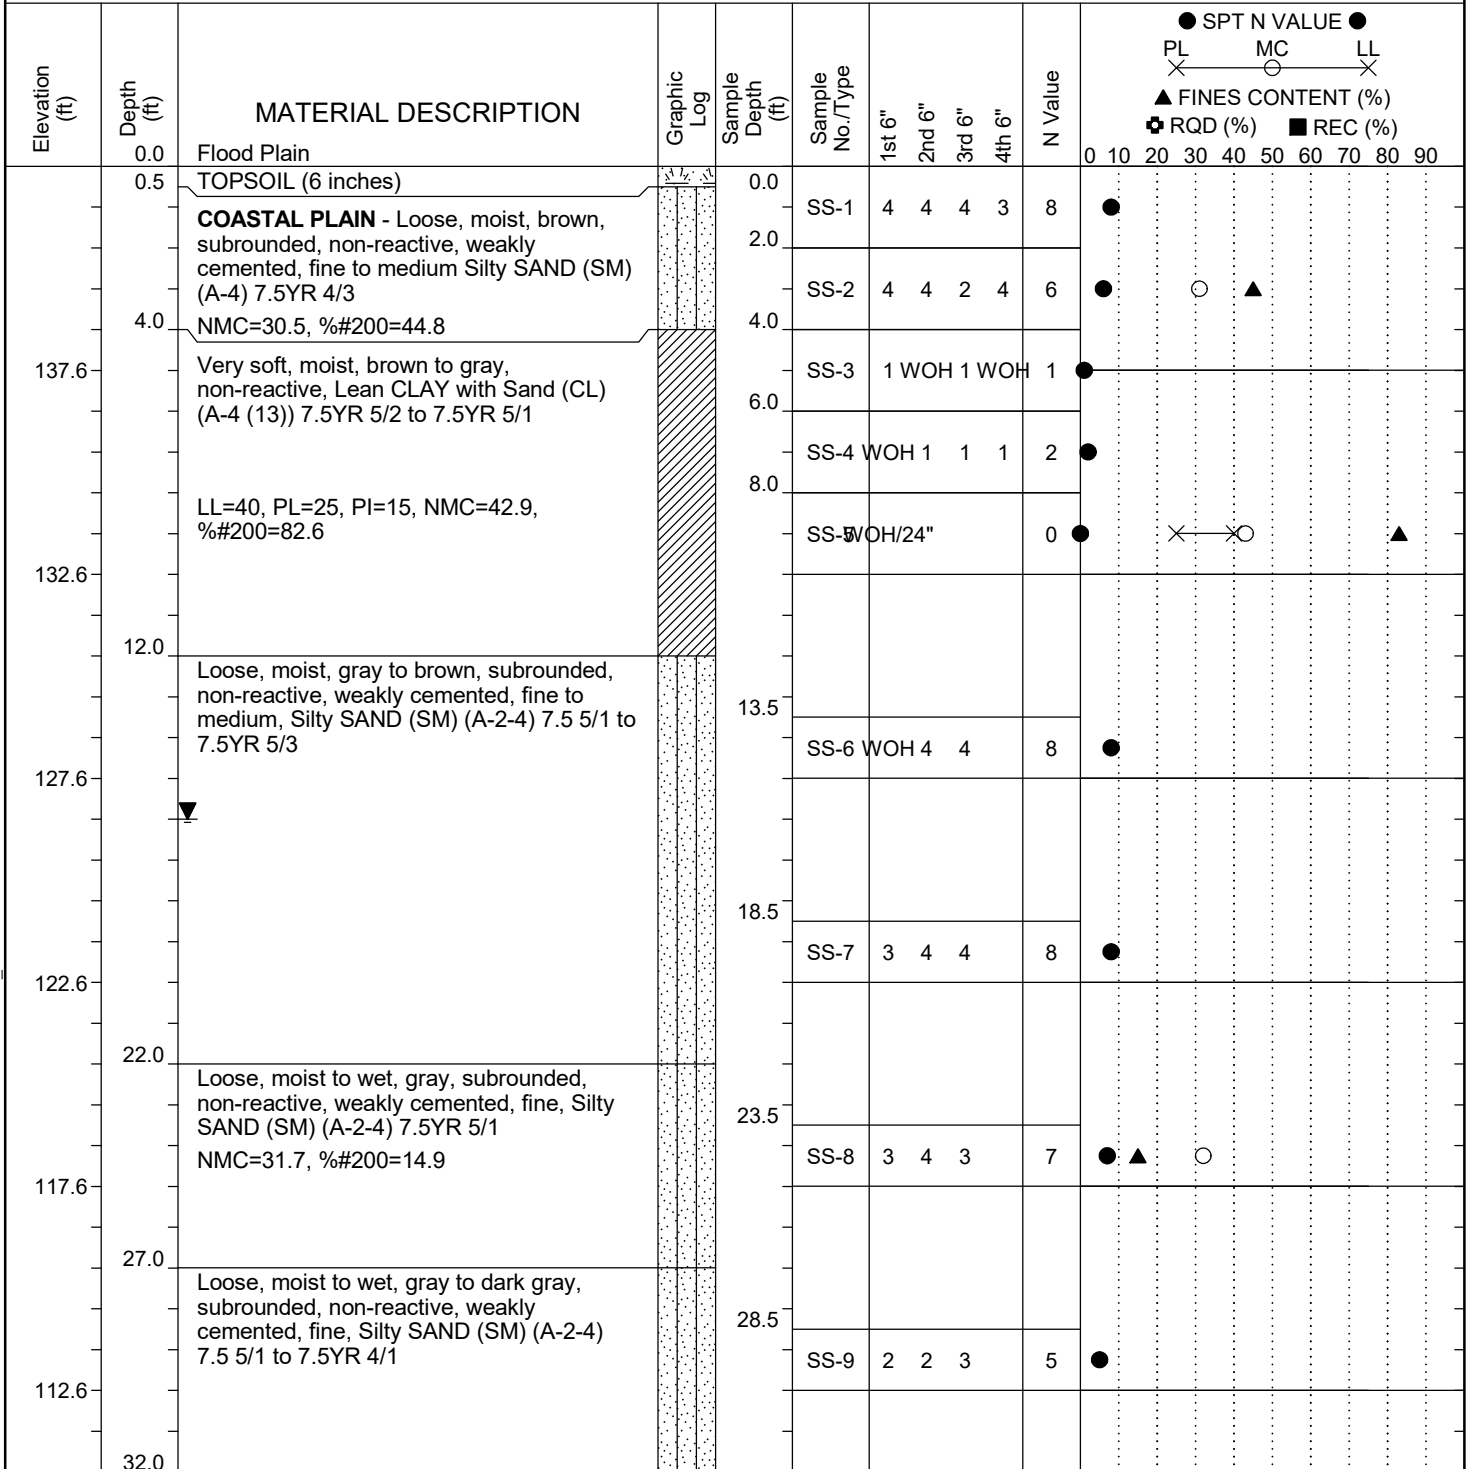 ● SPT N VALUE ●
PL MC LL
▲ FINES CONTENT (%)
RQD (%) ■ REC (%)
Elevation (ft)
Depth (ft)
MATERIAL DESCRIPTION
Graphic Log
Sample Depth (ft)
Sample No./Type
1st 6"
2nd 6"
3rd 6"
4th 6"
N Value
0 10 20 30 40 50 60 70 80 90
0.0 Flood Plain
0.5 TOPSOIL (6 inches) 0.0
COASTAL PLAIN - Loose, moist, brown,
subrounded, non-reactive, weakly
cemented, fine to medium Silty SAND (SM)
(A-4) 7.5YR 4/3
NMC=30.5, %#200=44.8
SS-1 4 4 4 3 8
2.0
SS-2 4 4 2 4 6
4.0 4.0
Very soft, moist, brown to gray,
non-reactive, Lean CLAY with Sand (CL)
(A-4 (13)) 7.5YR 5/2 to 7.5YR 5/1
137.6 SS-3 1 WOH 1 WOH 1
6.0
SS-4 WOH 1 1 1 2
8.0
LL=40, PL=25, PI=15, NMC=42.9,
%#200=82.6
SS-5 WOH/24" 0
132.6
12.0
Loose, moist, gray to brown, subrounded,
non-reactive, weakly cemented, fine to
medium, Silty SAND (SM) (A-2-4) 7.5 5/1 to
7.5YR 5/3
13.5
SS-6 WOH 4 4 8
127.6
18.5
SS-7 3 4 4 8
122.6
22.0
Loose, moist to wet, gray, subrounded,
non-reactive, weakly cemented, fine, Silty
SAND (SM) (A-2-4) 7.5YR 5/1
NMC=31.7, %#200=14.9
23.5
SS-8 3 4 3 7
117.6
27.0
Loose, moist to wet, gray to dark gray,
subrounded, non-reactive, weakly
cemented, fine, Silty SAND (SM) (A-2-4)
7.5 5/1 to 7.5YR 4/1
28.5
SS-9 2 2 3 5
112.6
32.0